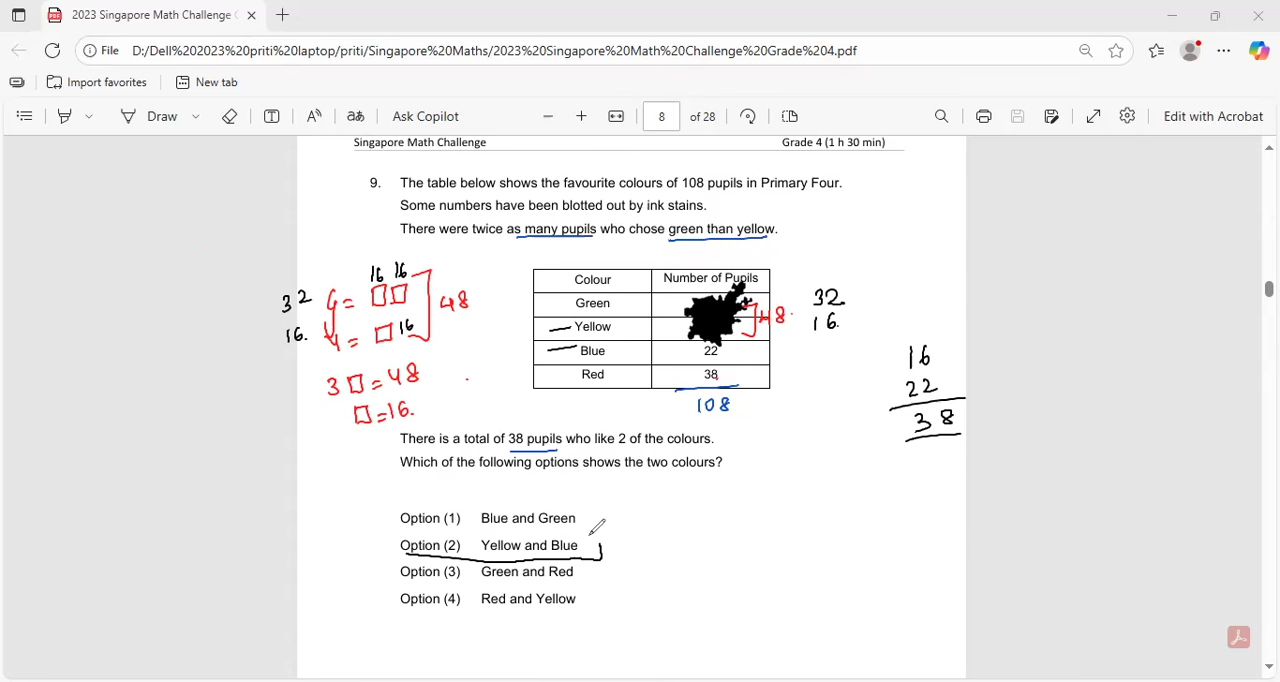 2023 Singapore Math Challenge G
File
D:/Dell%202023%20priti%20laptop/priti/Singapore%20Maths/2023%20Singapore%20Math%20Challenge%20Grade%204.pdf
Import favorites
New tab
Draw
aあ
Ask Copilot
8
of 28
Edit with Acrobat
Singapore Math Challenge Grade 4 (1 h 30 min)
9. The table below shows the favourite colours of 108 pupils in Primary Four.
Some numbers have been blotted out by ink stains.
There were twice as many pupils who chose green than yellow.
16 16
32 G = □□ 48
16. Y = □ 16
3 □ = 48
□ = 16.
Colour Number of Pupils
Green
Yellow
48.
Blue 22
Red 38
108
32
16.
16
22
38
There is a total of 38 pupils who like 2 of the colours.
Which of the following options shows the two colours?
Option (1) Blue and Green
Option (2) Yellow and Blue
Option (3) Green and Red
Option (4) Red and Yellow